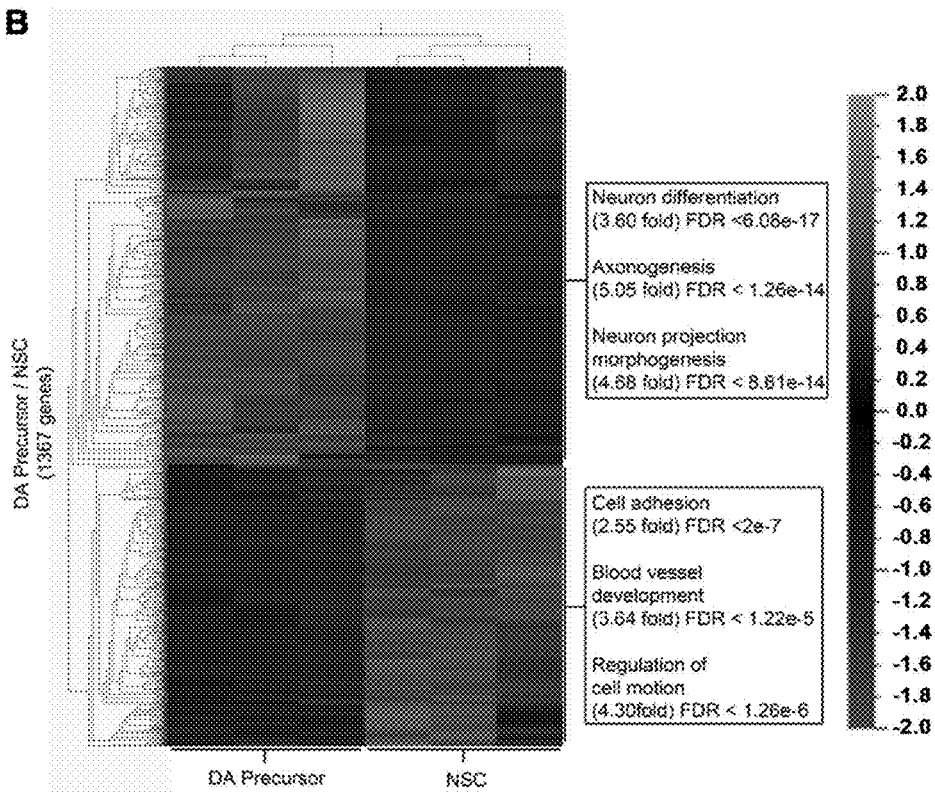 B
DA Precursor / NSC
(1367 genes)
Neuron differentiation
(3.60 fold) FDR <6.08e-17
Axonogenesis
(5.05 fold) FDR < 1.26e-14
Neuron projection
morphogenesis
(4.68 fold) FDR < 8.61e-14
Cell adhesion
(2.55 fold) FDR <2e-7
Blood vessel
development
(3.64 fold) FDR < 1.22e-5
Regulation of
cell motion
(4.30fold) FDR < 1.26e-6
2.0
1.8
1.6
1.4
1.2
1.0
0.8
0.6
0.4
0.2
0.0
-0.2
-0.4
-0.6
-0.8
-1.0
-1.2
-1.4
-1.6
-1.8
-2.0
DA Precursor
NSC